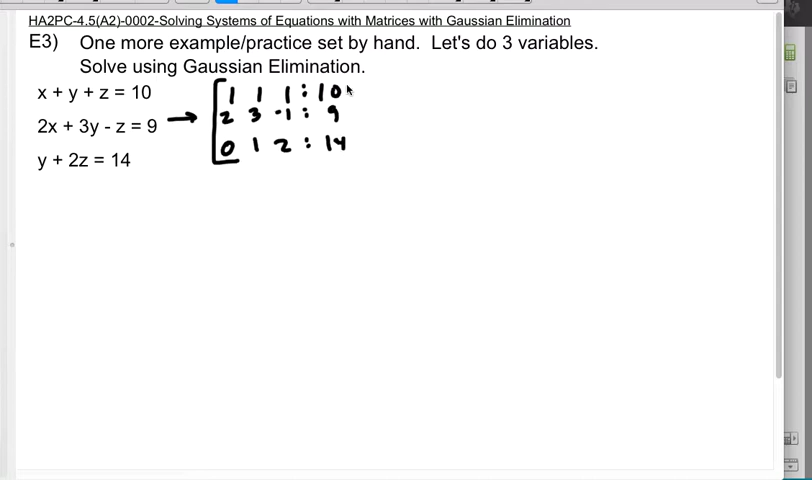 HA2PC-4.5(A2)-0002-Solving Systems of Equations with Matrices with Gaussian Elimination
E3) One more example/practice set by hand. Let's do 3 variables.
Solve using Gaussian Elimination.
x + y + z = 10
2x + 3y - z = 9
y + 2z = 14
→
1 1 1 : 10
2 3 -1 : 9
0 1 2 : 14